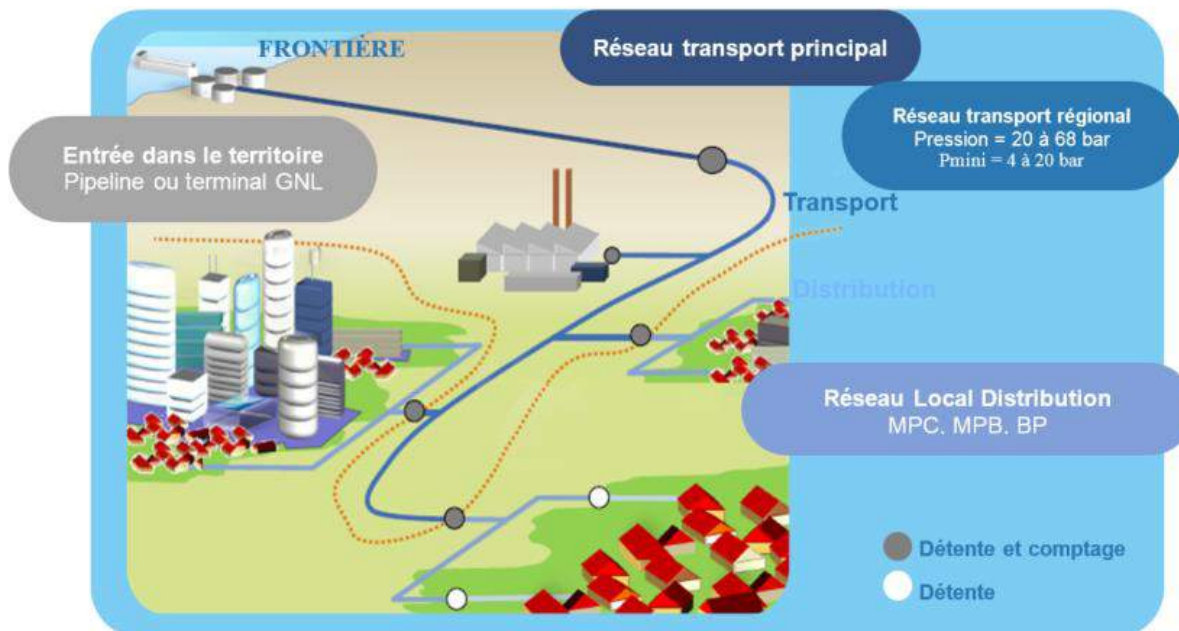 FRONTIÈRE
Réseau transport principal
Réseau transport régional
Pression = 20 à 68 bar
Pmini = 4 à 20 bar
Entrée dans le territoire
Pipeline ou terminal GNL
Transport
Distribution
Réseau Local Distribution
MPC, MPB, BP
Détente et comptage
Détente